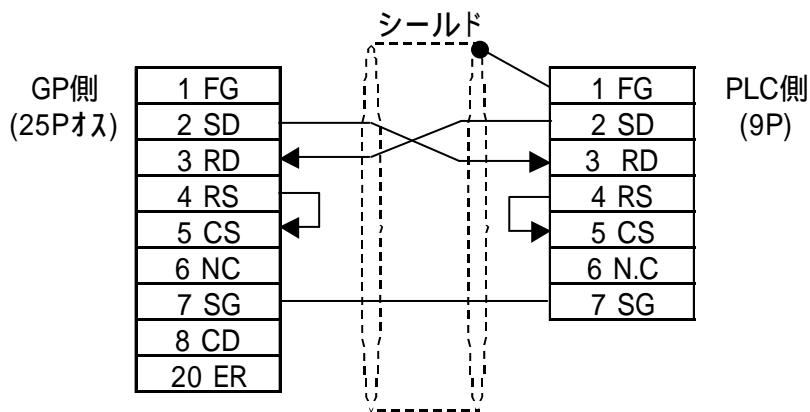 シールド
GP側
(25Pオス)
1 FG
2 SD
3 RD
4 RS
5 CS
6 NC
7 SG
8 CD
20 ER
1 FG
2 SD
3 RD
4 RS
5 CS
6 N.C
7 SG
PLC側
(9P)